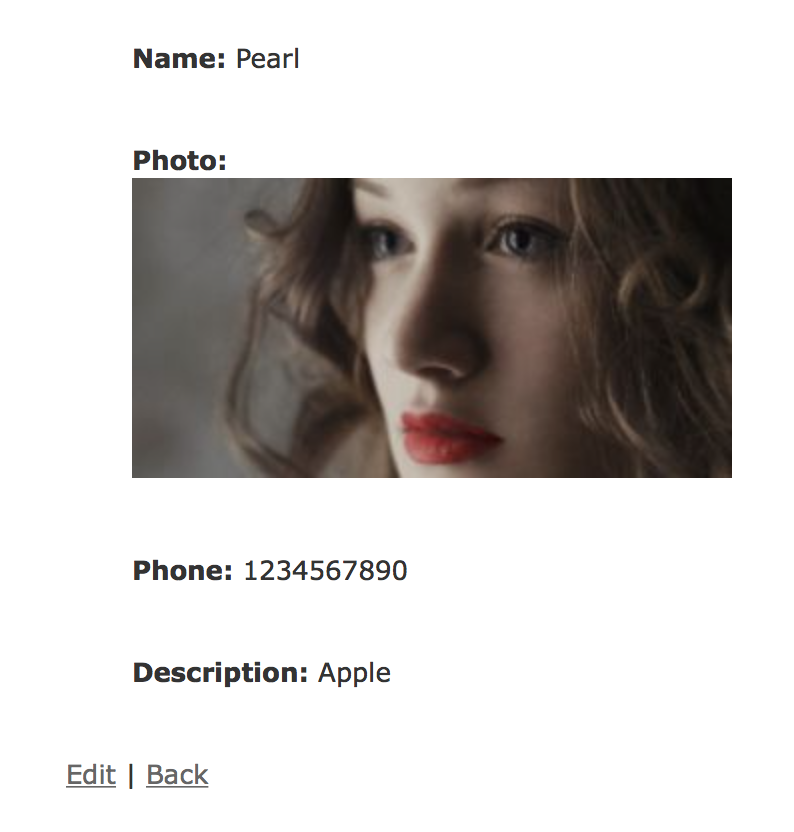 Name: Pearl
Photo:
Phone: 1234567890
Description: Apple
Edit | Back